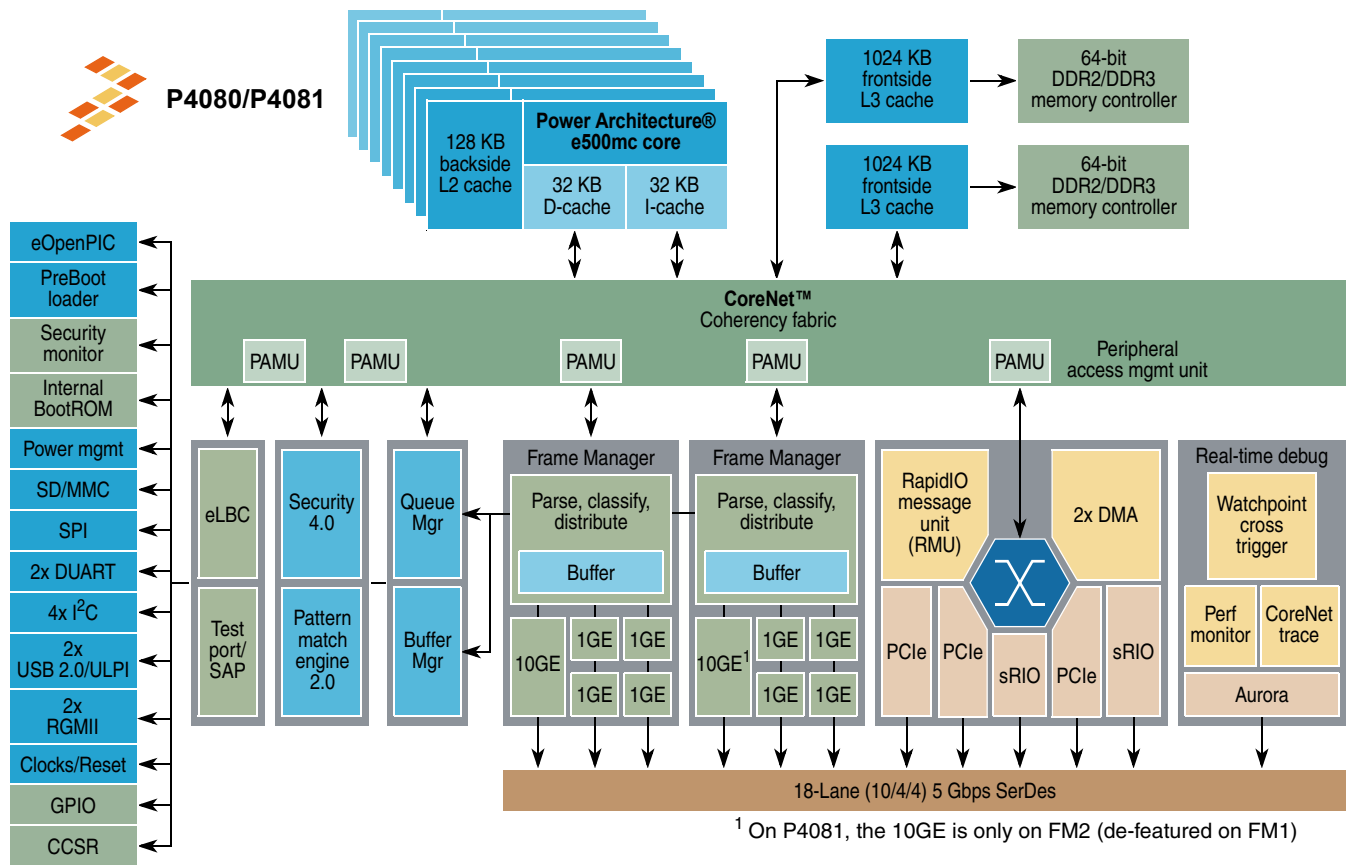 P4080/P4081
128 KB
backside
L2 cache
Power Architecture®
e500mc core
32 KB
D-cache
32 KB
I-cache
1024 KB
frontside
L3 cache
64-bit
DDR2/DDR3
memory controller
1024 KB
frontside
L3 cache
64-bit
DDR2/DDR3
memory controller
eOpenPIC
PreBoot
loader
Security
monitor
Internal
BootROM
Power mgmt
SD/MMC
SPI
2x DUART
4x I²C
2x
USB 2.0/ULPI
2x
RGMII
Clocks/Reset
GPIO
CCSR
CoreNet™
Coherency fabric
PAMU
PAMU
PAMU
PAMU
PAMU
Peripheral
access mgmt unit
eLBC
Test
port/
SAP
Security
4.0
Pattern
match
engine
2.0
Queue
Mgr
Buffer
Mgr
Frame Manager
Parse, classify,
distribute
Buffer
10GE
1GE
1GE
1GE
1GE
Frame Manager
Parse, classify,
distribute
Buffer
10GE¹
1GE
1GE
1GE
1GE
RapidIO
message
unit
(RMU)
2x DMA
PCIe
PCIe
sRIO
PCIe
sRIO
Real-time debug
Watchpoint
cross
trigger
Perf
monitor
CoreNet
trace
Aurora
18-Lane (10/4/4) 5 Gbps SerDes
¹ On P4081, the 10GE is only on FM2 (de-featured on FM1)